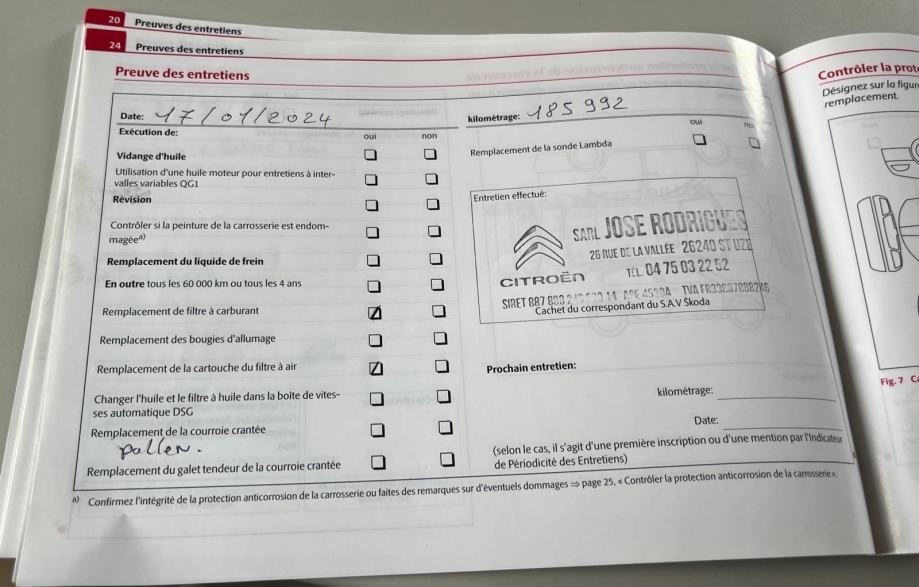 20 Preuves des entretiens
24 Preuves des entretiens
Preuve des entretiens
Date: 17/01/2024
kilométrage: 185 992
Exécution de:
oui non
Vidange d'huile
Utilisation d'une huile moteur pour entretiens à inter-
valles variables QG1
Révision
Contrôler si la peinture de la carrosserie est endom-
magée a)
Remplacement du liquide de frein
En outre tous les 60 000 km ou tous les 4 ans
Remplacement de filtre à carburant
Remplacement des bougies d'allumage
Remplacement de la cartouche du filtre à air
Changer l'huile et le filtre à huile dans la boîte de vites-
ses automatique DSG
Remplacement de la courroie crantée
pollen.
Remplacement du galet tendeur de la courroie crantée
oui non
Remplacement de la sonde Lambda
Entretien effectué:
CITROËN
SARL JOSE RODRIGUES
26 RUE DE LA VALLÉE 26240 ST UZE
TÉL. 04 75 03 22 52
SIRET 887 14 APE 4520A TVA
Cachet du correspondant du S.A.V Škoda
Prochain entretien:
kilométrage:
Date:
(selon le cas, il s'agit d'une première inscription ou d'une mention par l'Indicateur
de Périodicité des Entretiens)
a) Confirmez l'intégrité de la protection anticorrosion de la carrosserie ou faites des remarques sur d'éventuels dommages ⇒ page 25, « Contrôler la protection anticorrosion de la carrosserie ».
Contrôler la prot
Désignez sur la figur
remplacement.
Fig. 7 Ca